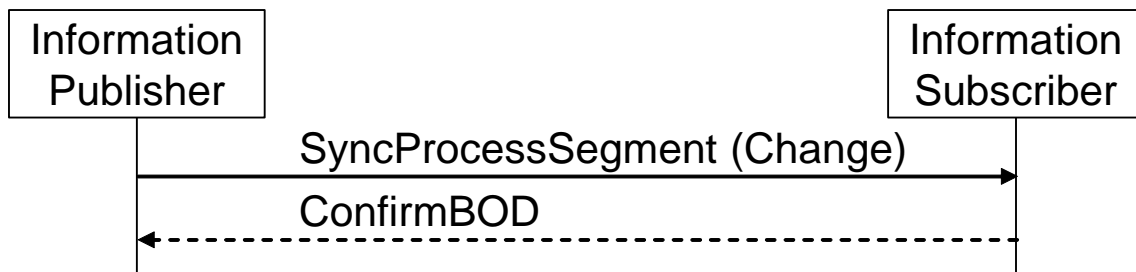 Information
Publisher
Information
Subscriber
SyncProcessSegment (Change)
ConfirmBOD